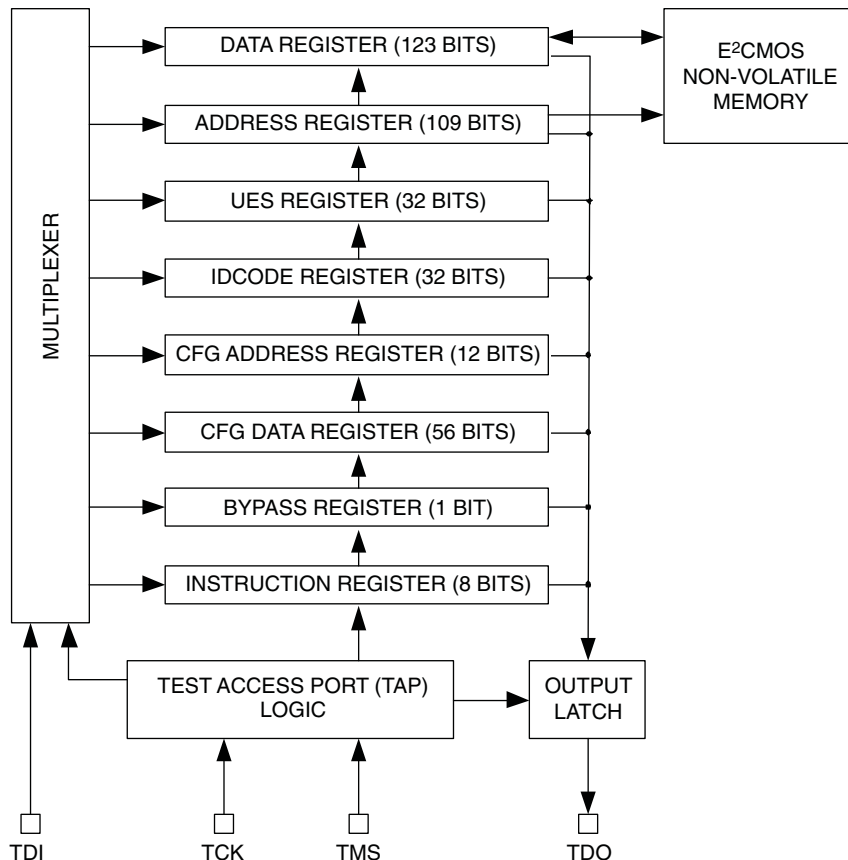 DATA REGISTER (123 BITS)
E²CMOS
NON-VOLATILE
MEMORY
ADDRESS REGISTER (109 BITS)
UES REGISTER (32 BITS)
IDCODE REGISTER (32 BITS)
MULTIPLEXER
CFG ADDRESS REGISTER (12 BITS)
CFG DATA REGISTER (56 BITS)
BYPASS REGISTER (1 BIT)
INSTRUCTION REGISTER (8 BITS)
TEST ACCESS PORT (TAP)
LOGIC
OUTPUT
LATCH
TDI
TCK
TMS
TDO